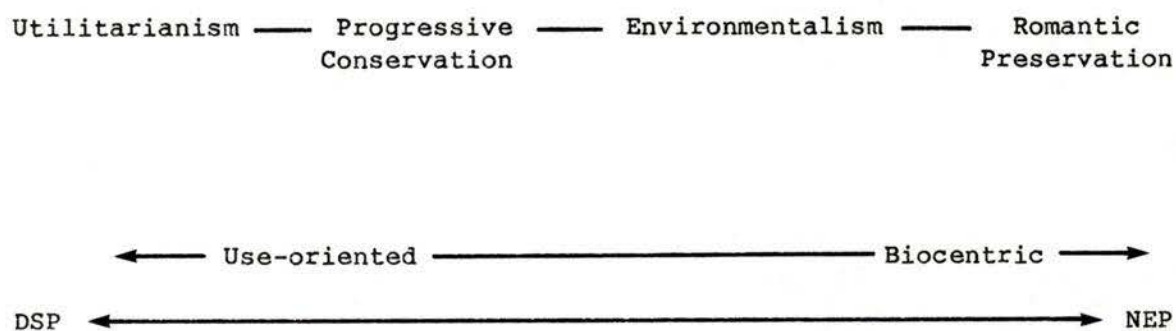 Utilitarianism — Progressive — Environmentalism — Romantic
Conservation Preservation
Use-oriented Biocentric
DSP NEP